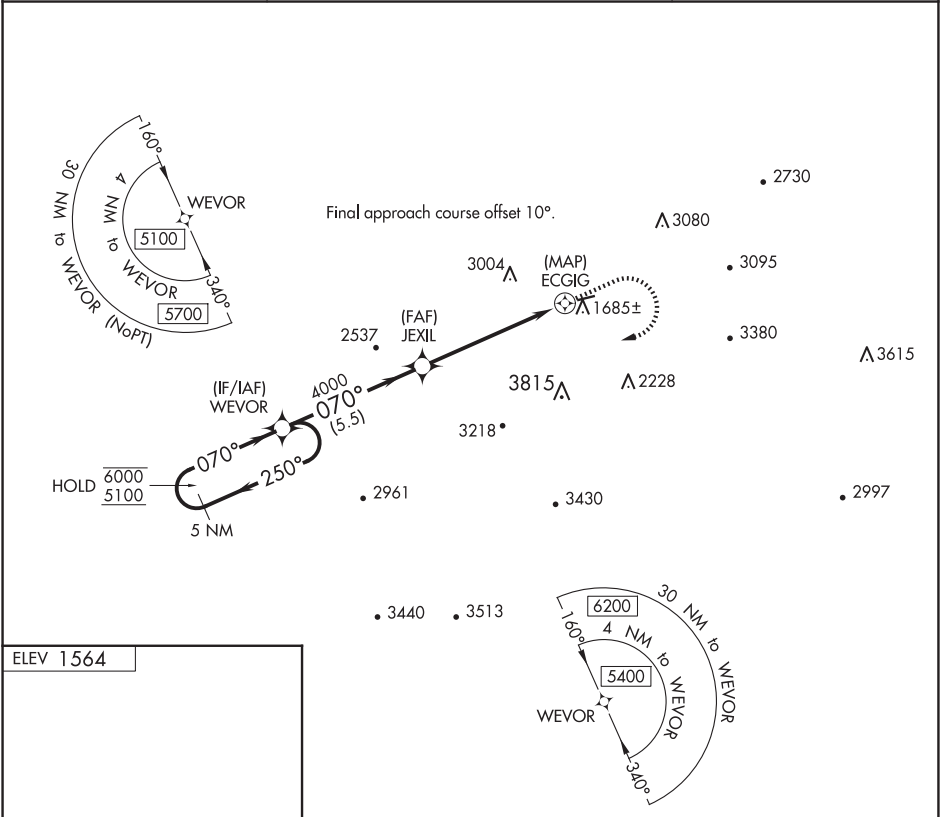 160°
30 NM to WEVOR (NoPT)
4 NM to WEVOR
WEVOR
5100
5700
340°
Final approach course offset 10°.
2730
3080
3004
(MAP)
ECGIG
3095
1685±
(FAF)
JEXIL
2537
3380
3615
(IF/IAF)
WEVOR
4000
070°
(5.5)
3815
2228
3218
070°
250°
HOLD
6000
5100
5 NM
2961
3430
2997
3440
3513
160°
6200
30 NM to WEVOR
4 NM to WEVOR
5400
WEVOR
340°
ELEV 1564